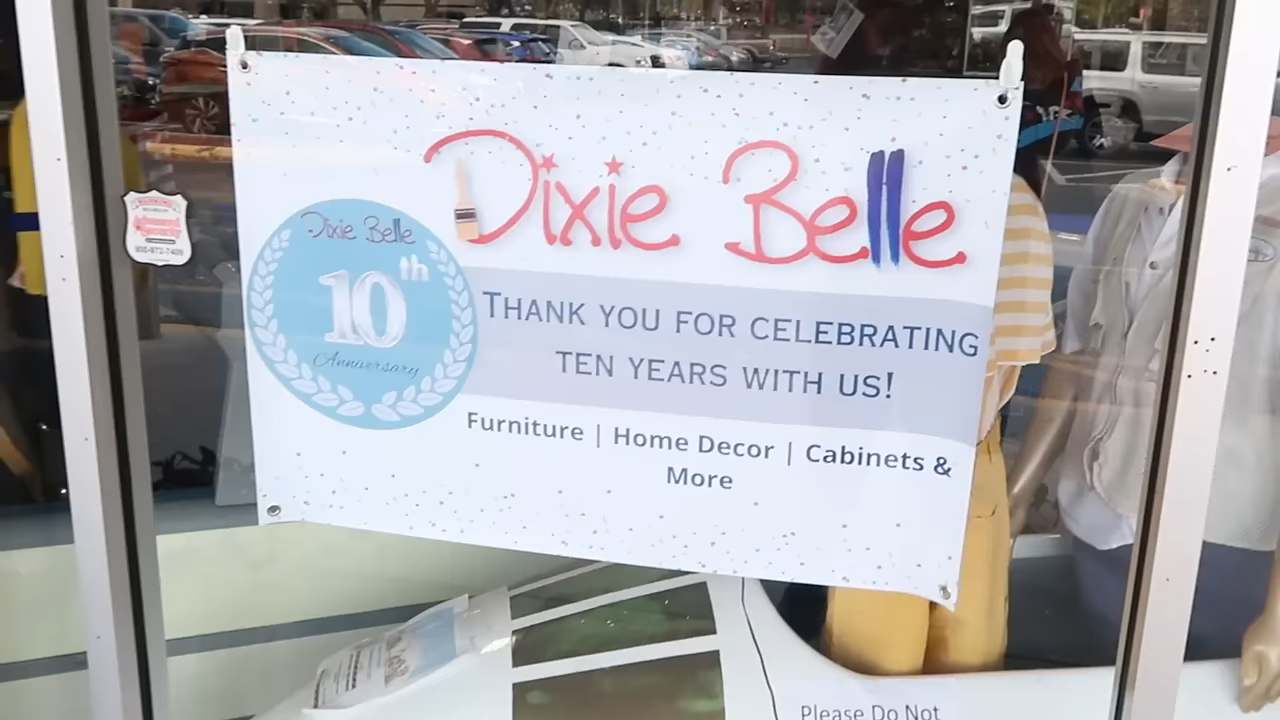 Dixie Belle
Dixie Belle
10th
Anniversary
THANK YOU FOR CELEBRATING
TEN YEARS WITH US!
Furniture | Home Decor | Cabinets &
More
Please Do Not